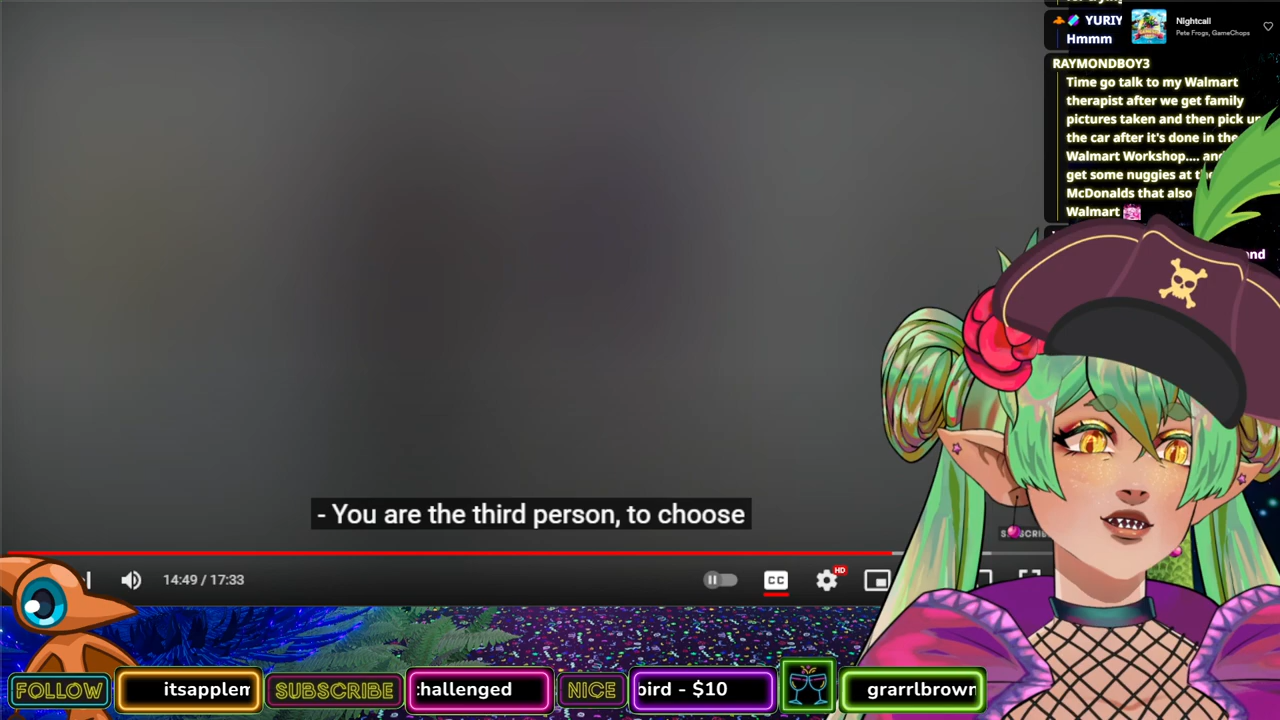 YURIY
Hmmm
Nightcall
Pete Frogs, GameChops
RAYMONDBOY3
Time go talk to my Walmart
therapist after we get family
pictures taken and then pick up
the car after it's done in the
Walmart Workshop....
get some nuggies at the
McDonalds that also
Walmart
- You are the third person, to choose
14:49 / 17:33
CC
HD
FOLLOW
itsapplem
SUBSCRIBE
hallenged
NICE
bird - $10
grarrlbrown